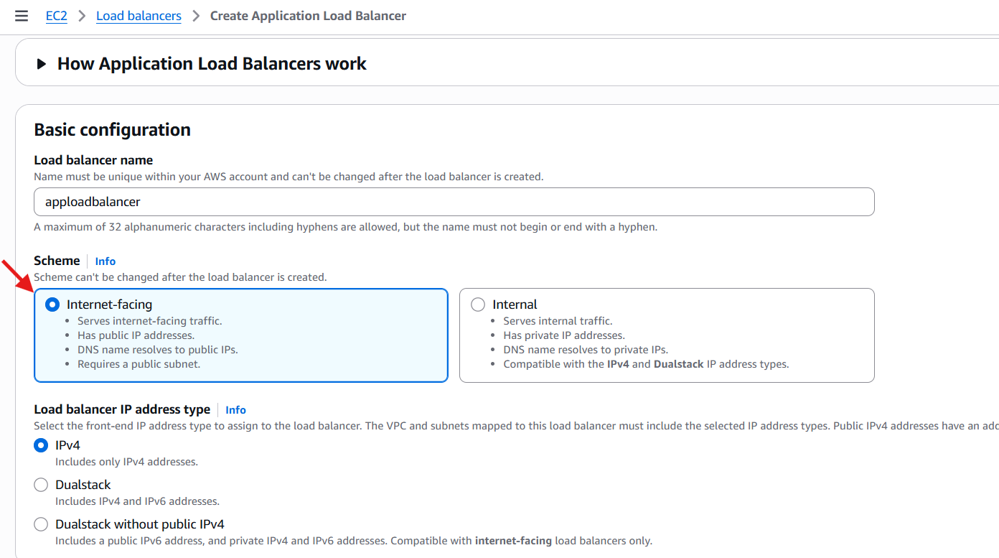 EC2 > Load balancers > Create Application Load Balancer
How Application Load Balancers work
Basic configuration
Load balancer name
Name must be unique within your AWS account and can't be changed after the load balancer is created.
apploadbalancer
A maximum of 32 alphanumeric characters including hyphens are allowed, but the name must not begin or end with a hyphen.
Scheme | Info
Scheme can't be changed after the load balancer is created.
Internet-facing
• Serves internet-facing traffic.
• Has public IP addresses.
• DNS name resolves to public IPs.
• Requires a public subnet.
Internal
• Serves internal traffic.
• Has private IP addresses.
• DNS name resolves to private IPs.
• Compatible with the IPv4 and Dualstack IP address types.
Load balancer IP address type | Info
Select the front-end IP address type to assign to the load balancer. The VPC and subnets mapped to this load balancer must include the selected IP address types. Public IPv4 addresses have an
IPv4
Includes only IPv4 addresses.
Dualstack
Includes IPv4 and IPv6 addresses.
Dualstack without public IPv4
Includes a public IPv6 address, and private IPv4 and IPv6 addresses. Compatible with internet-facing load balancers only.